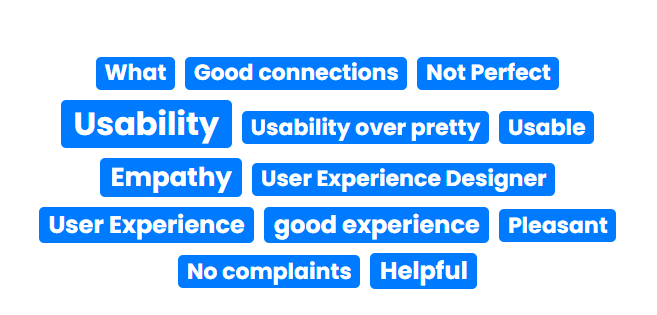 What Good connections Not Perfect
Usability Usability over pretty Usable
Empathy User Experience Designer
User Experience good experience Pleasant
No complaints Helpful